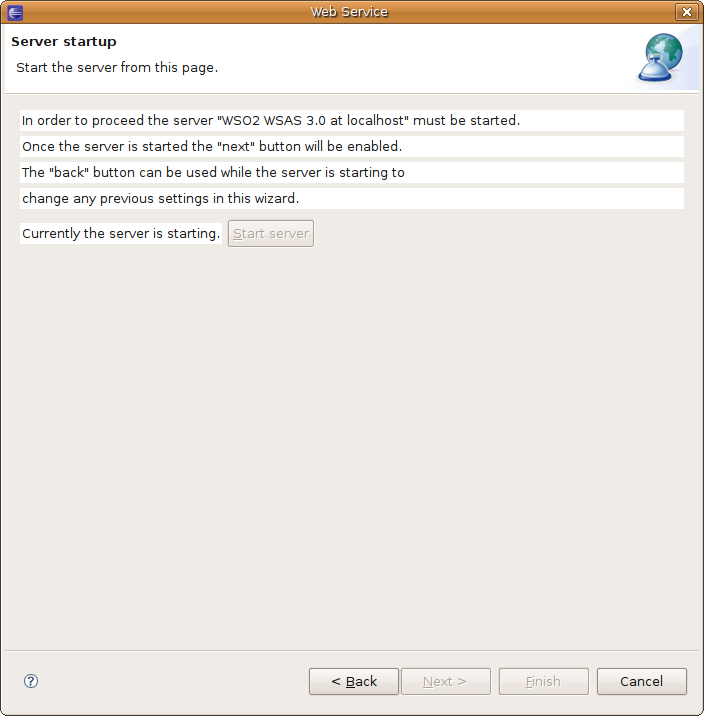 Web Service
Server startup
Start the server from this page.
In order to proceed the server "WSO2 WSAS 3.0 at localhost" must be started.
Once the server is started the "next" button will be enabled.
The "back" button can be used while the server is starting to
change any previous settings in this wizard.
Currently the server is starting. Start server
? < Back Next > Finish Cancel